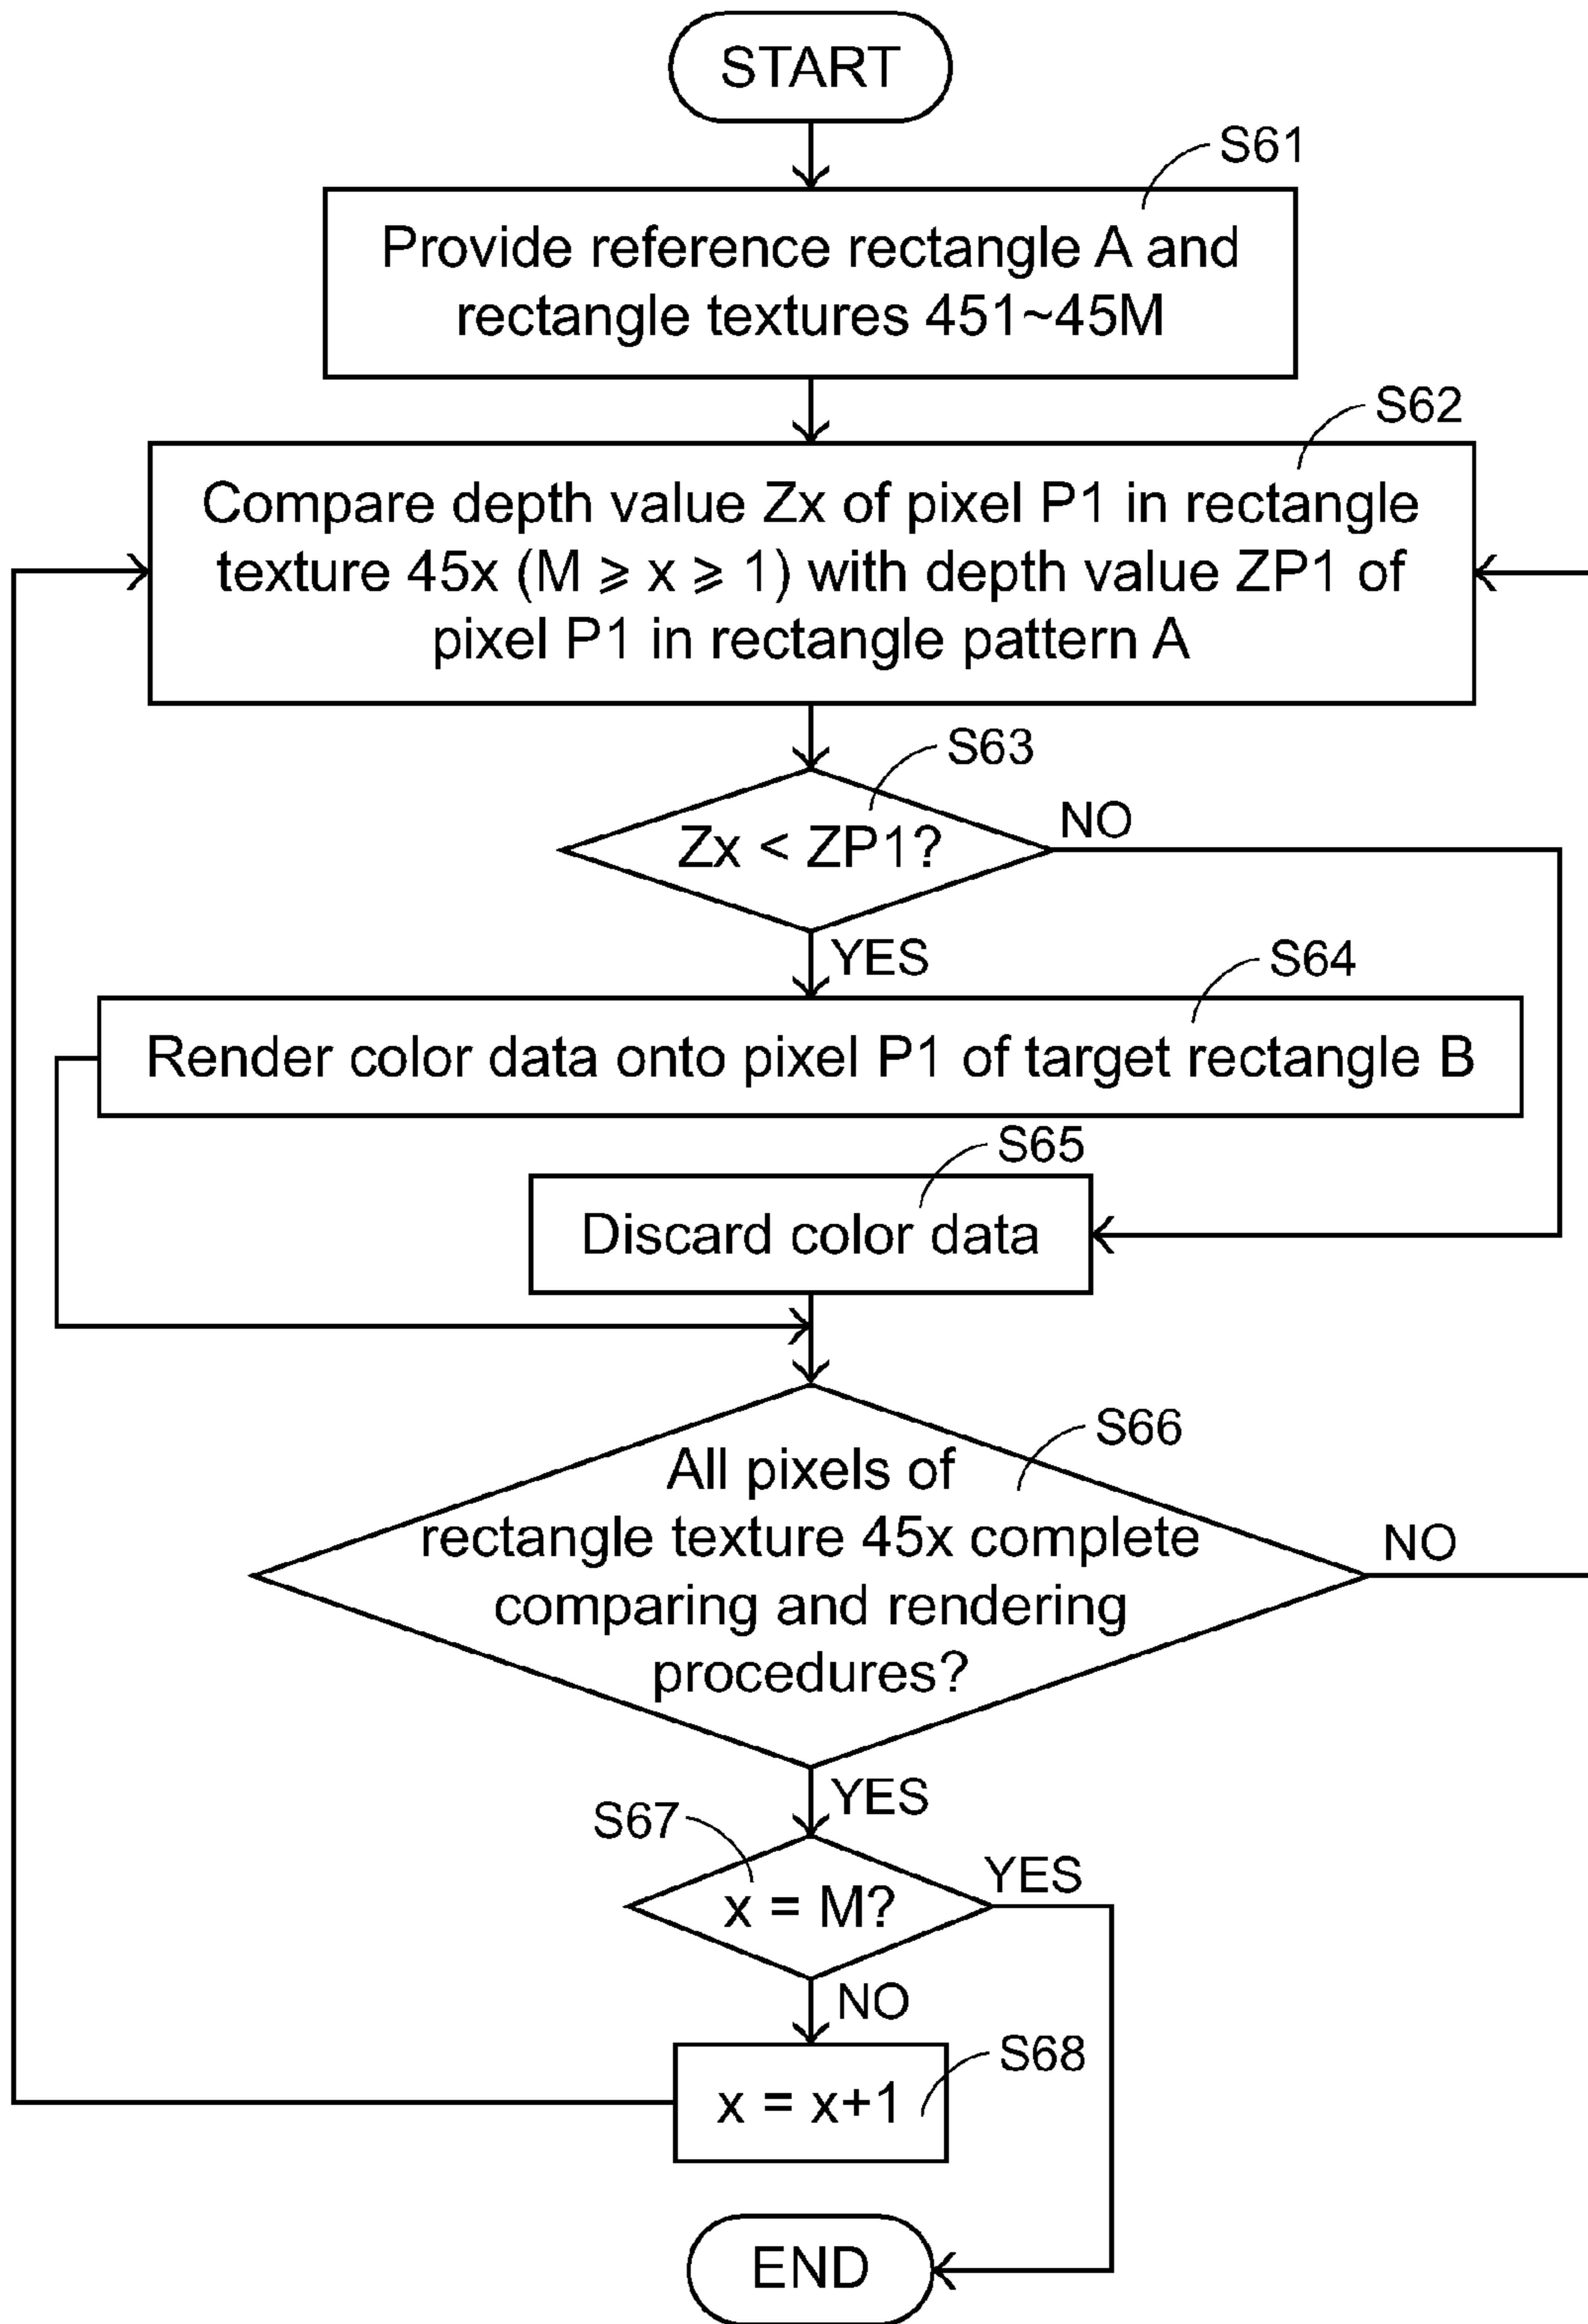 START
S61
Provide reference rectangle A and
rectangle textures 451~45M
S62
Compare depth value Zx of pixel P1 in rectangle
texture 45x (M ⩾ x ⩾ 1) with depth value ZP1 of
pixel P1 in rectangle pattern A
S63
Zx < ZP1?
NO
YES
S64
Render color data onto pixel P1 of target rectangle B
S65
Discard color data
S66
All pixels of
rectangle texture 45x complete
comparing and rendering
procedures?
NO
YES
S67
x = M?
YES
NO
S68
x = x+1
END